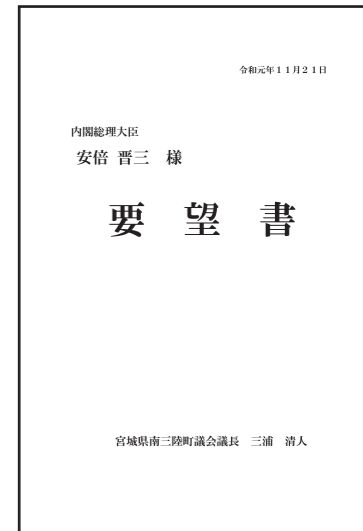 令和元年１１月２１日
内閣総理大臣
安倍 晋三　様
要　望　書
宮城県南三陸町議会議長　三浦　清人